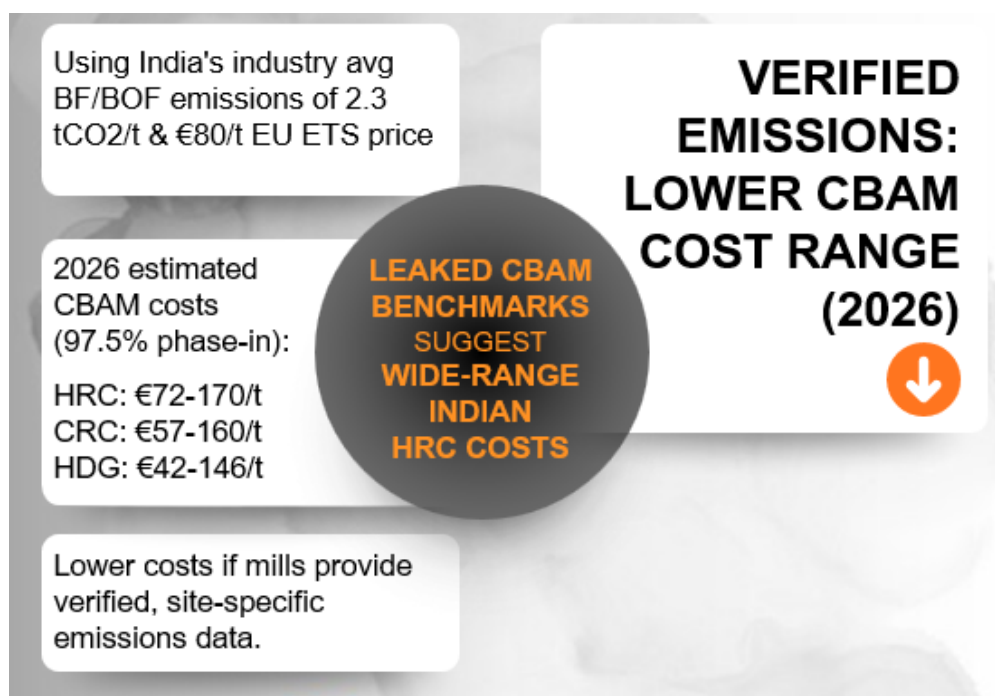 Using India's industry avg
BF/BOF emissions of 2.3
tCO2/t & €80/t EU ETS price
VERIFIED
EMISSIONS:
LOWER CBAM
COST RANGE
(2026)
2026 estimated
CBAM costs
(97.5% phase-in):
HRC: €72-170/t
CRC: €57-160/t
HDG: €42-146/t
LEAKED CBAM
BENCHMARKS
SUGGEST
WIDE-RANGE
INDIAN
HRC COSTS
Lower costs if mills provide
verified, site-specific
emissions data.